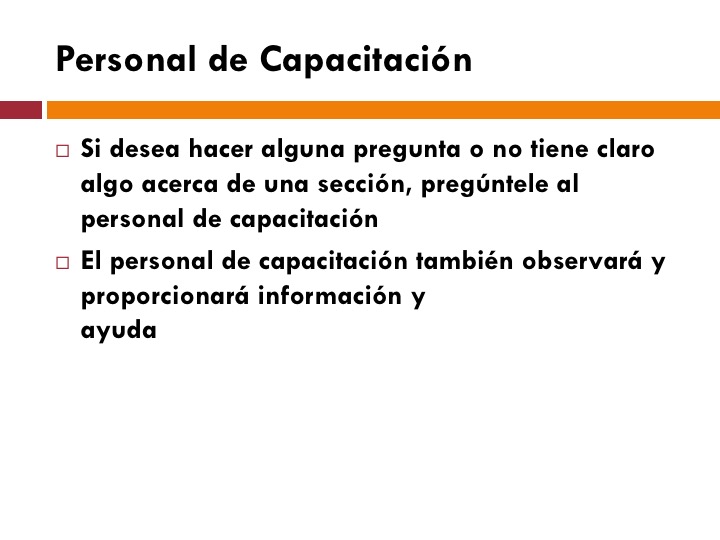 Personal de Capacitación
Si desea hacer alguna pregunta o no tiene claro
algo acerca de una sección, pregúntele al
personal de capacitación
El personal de capacitación también observará y
proporcionará información y
ayuda